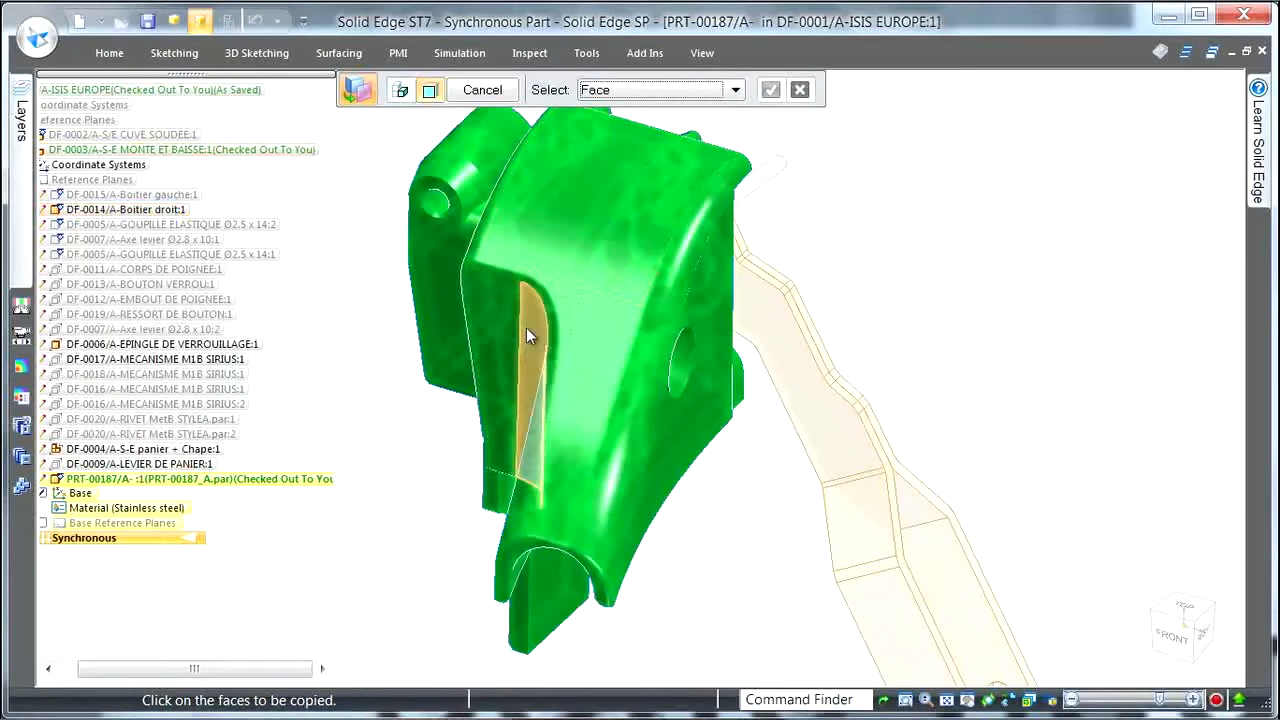 Solid Edge ST7 - Synchronous Part - Solid Edge SP - [PRT-00187/A- in DF-0001/A-ISIS EUROPE:1]
Home Sketching 3D Sketching Surfacing PMI Simulation Inspect Tools Add Ins View
Cancel Select: Face
Layers
Learn Solid Edge
/A-ISIS EUROPE(Checked Out To You)(As Saved)
oordinate Systems
eference Planes
DF-0002/A-S/E CUVE SOUDEE:1
DF-0003/A-S-E MONTE ET BAISSE:1(Checked Out To You)
Coordinate Systems
Reference Planes
DF-0015/A-Boitier gauche:1
DF-0014/A-Boitier droit:1
DF-0005/A-GOUPILLE ELASTIQUE Ø2.5 x 14:2
DF-0007/A-Axe levier Ø2.8 x 10:1
DF-0005/A-GOUPILLE ELASTIQUE Ø2.5 x 14:1
DF-0011/A-CORPS DE POIGNEE:1
DF-0013/A-BOUTON VERROU:1
DF-0012/A-EMBOUT DE POIGNEE:1
DF-0019/A-RESSORT DE BOUTON:1
DF-0007/A-Axe levier Ø2.8 x 10:2
DF-0006/A-EPINGLE DE VERROUILLAGE:1
DF-0017/A-MECANISME M1B SIRIUS:1
DF-0018/A-MECANISME M1B SIRIUS:1
DF-0016/A-MECANISME M1B SIRIUS:1
DF-0016/A-MECANISME M1B SIRIUS:2
DF-0020/A-RIVET MetB STYLEA.par:1
DF-0020/A-RIVET MetB STYLEA.par:2
DF-0004/A-S-E panier + Chape:1
DF-0009/A-LEVIER DE PANIER:1
PRT-00187/A- :1(PRT-00187_A.par)(Checked Out To You
Base
Material (Stainless steel)
Base Reference Planes
Synchronous
TOP
FRONT
Click on the faces to be copied.
Command Finder